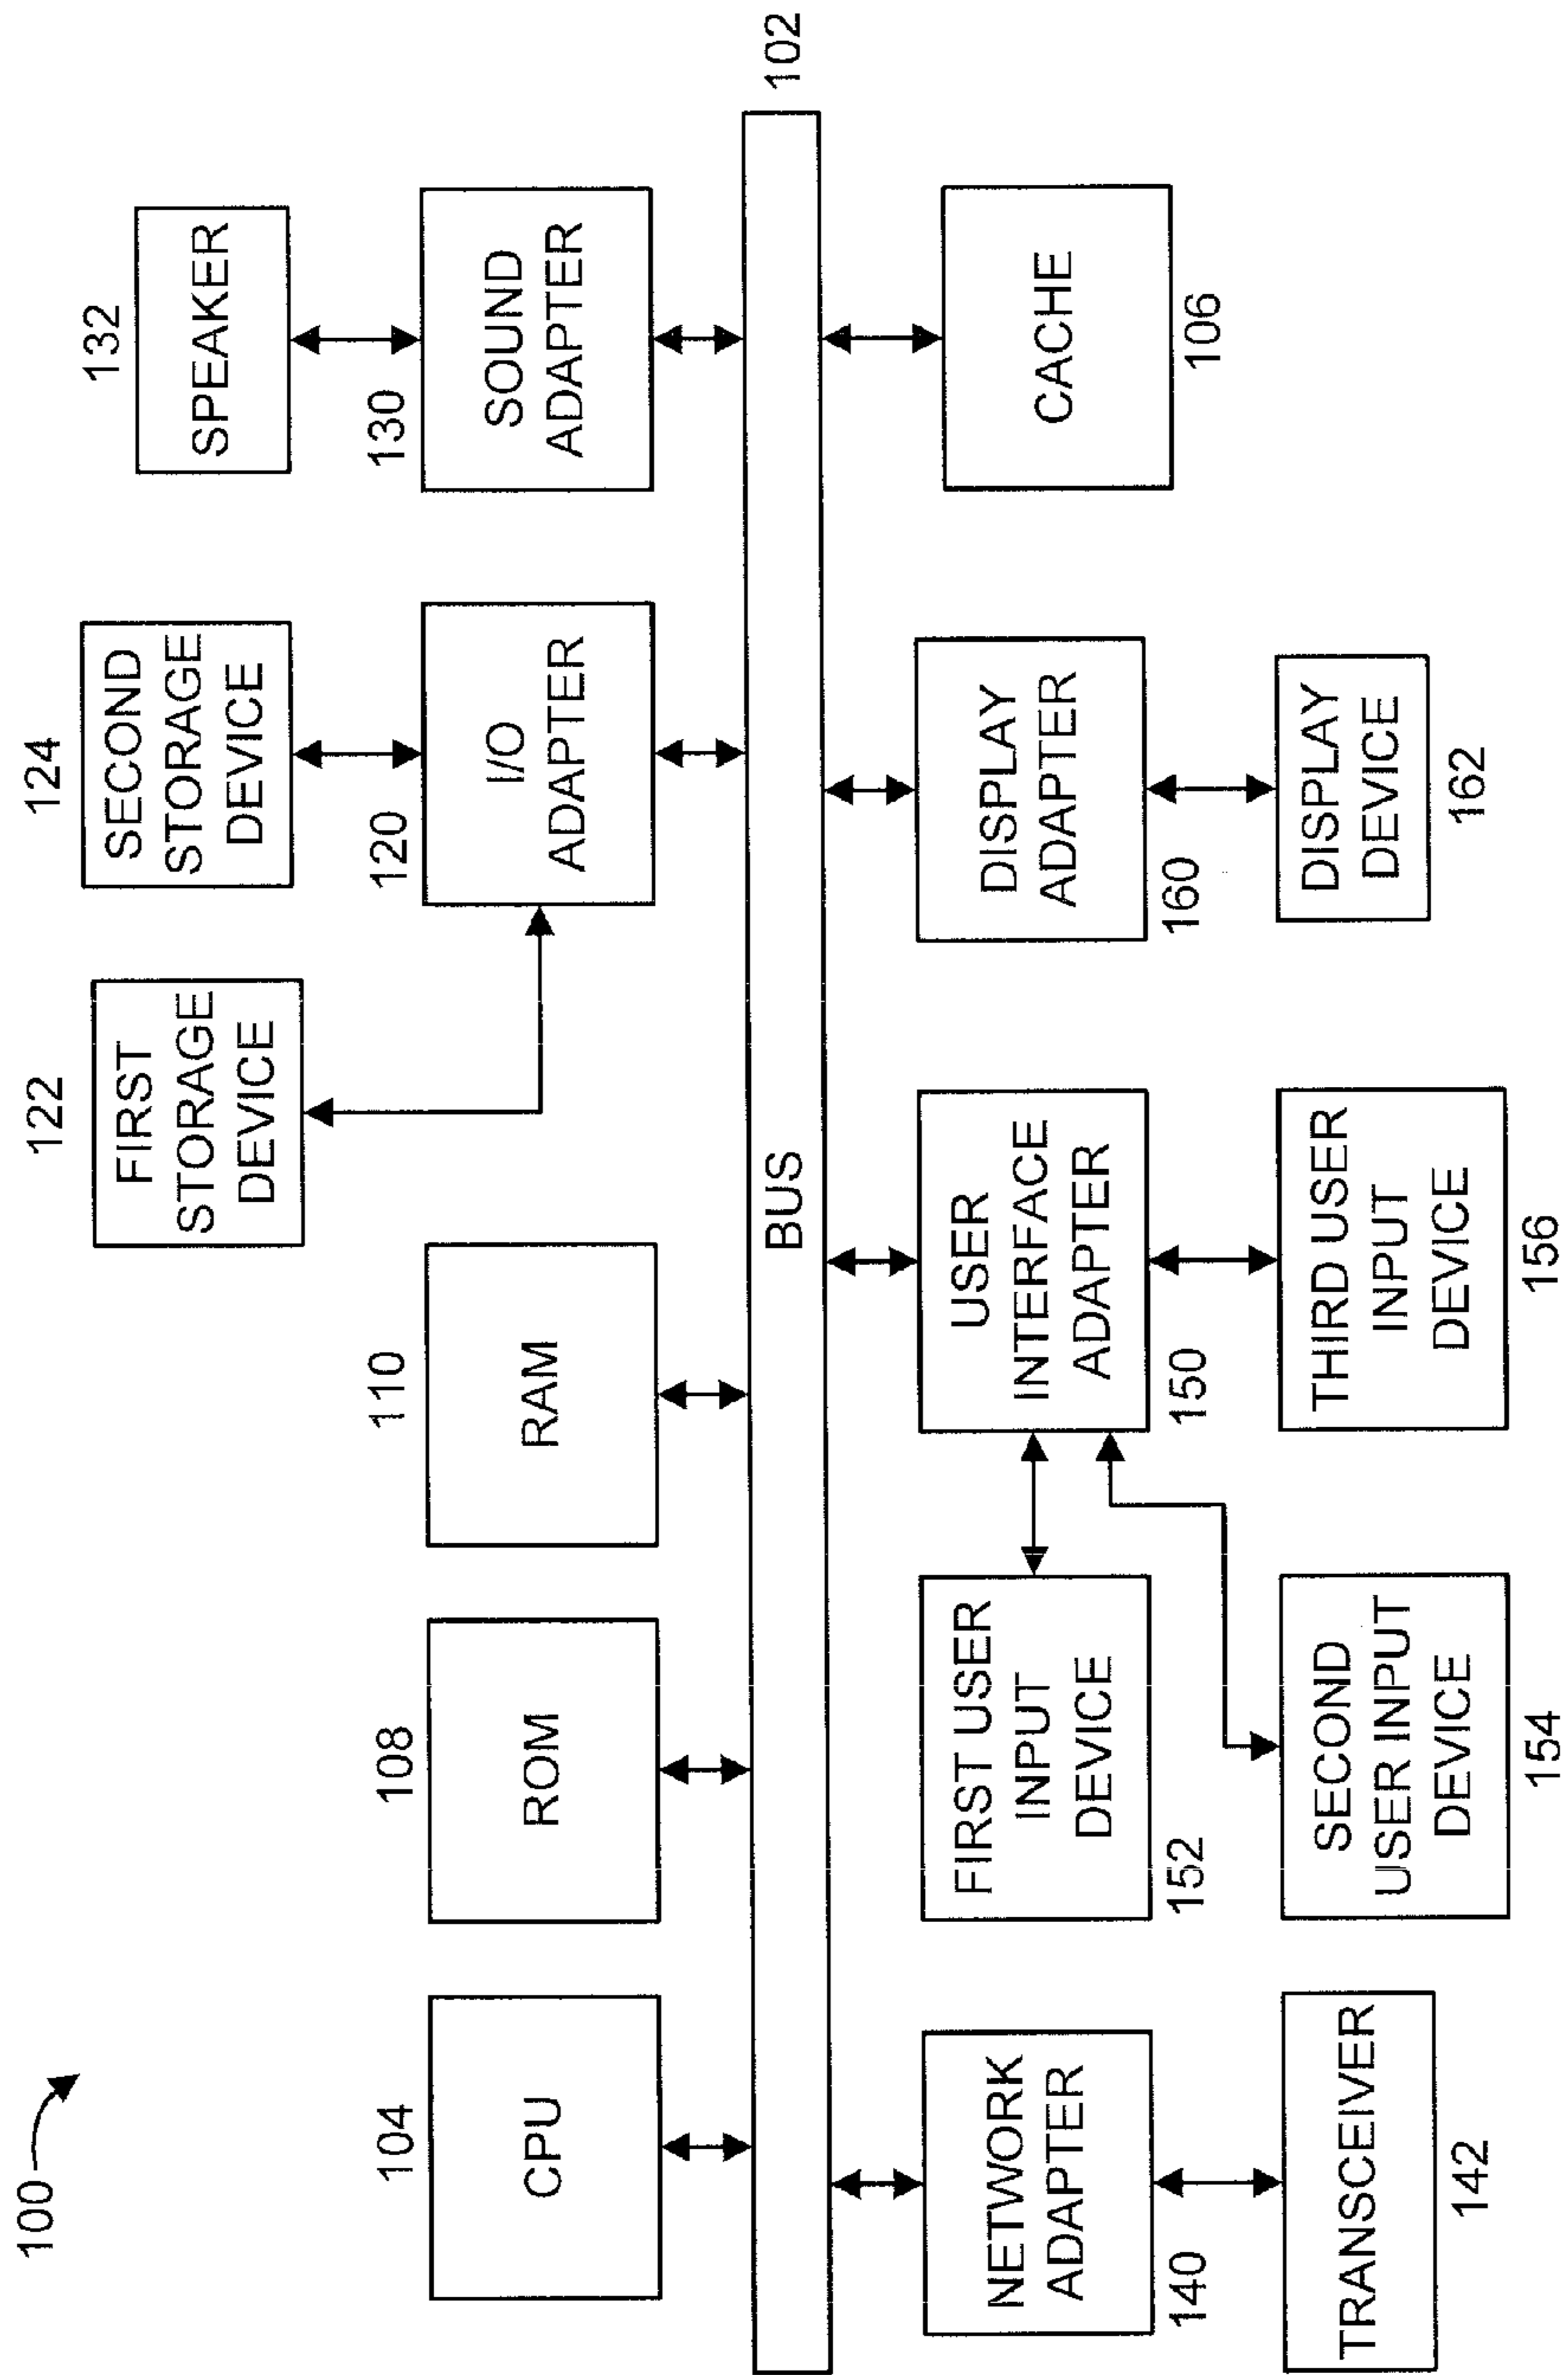 100
122
FIRST
STORAGE
DEVICE
124
SECOND
STORAGE
DEVICE
132
SPEAKER
104
CPU
108
ROM
110
RAM
120
I/O
ADAPTER
130
SOUND
ADAPTER
BUS
102
NETWORK
ADAPTER
140
FIRST USER
INPUT
DEVICE
152
USER
INTERFACE
ADAPTER
150
DISPLAY
ADAPTER
160
CACHE
106
TRANSCEIVER
142
SECOND
USER INPUT
DEVICE
154
THIRD USER
INPUT
DEVICE
156
DISPLAY
DEVICE
162